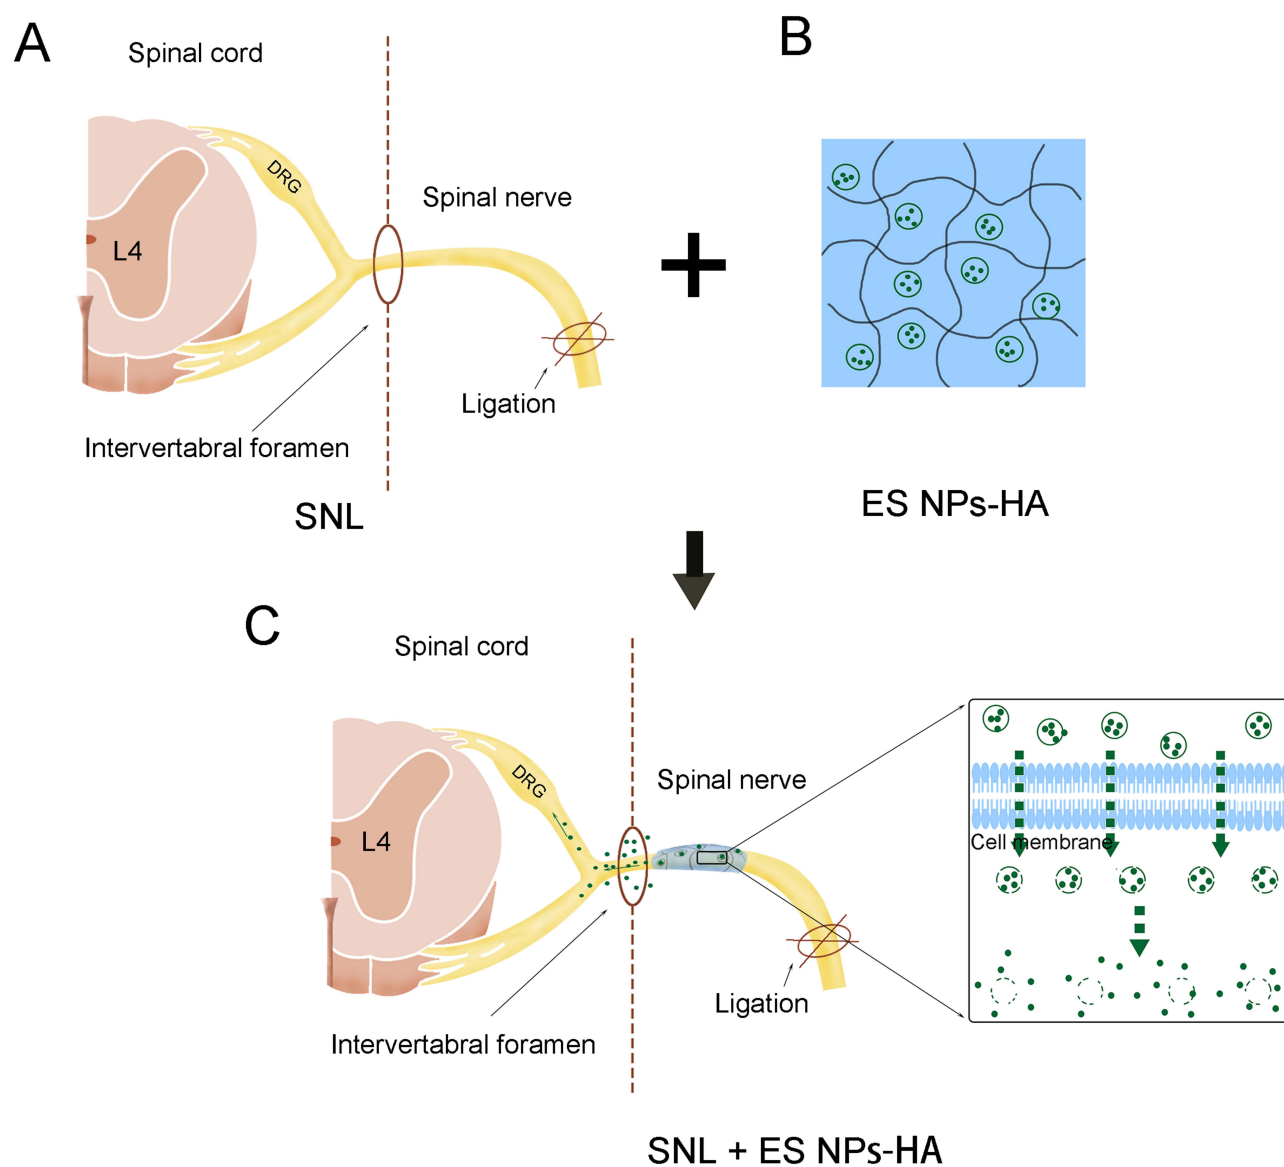 A
Spinal cord
DRG
L4
Spinal nerve
Ligation
Intervertabral foramen
SNL
B
ES NPs-HA
C
Spinal cord
DRG
L4
Spinal nerve
Ligation
Intervertabral foramen
Cell membrane
SNL + ES NPs-HA